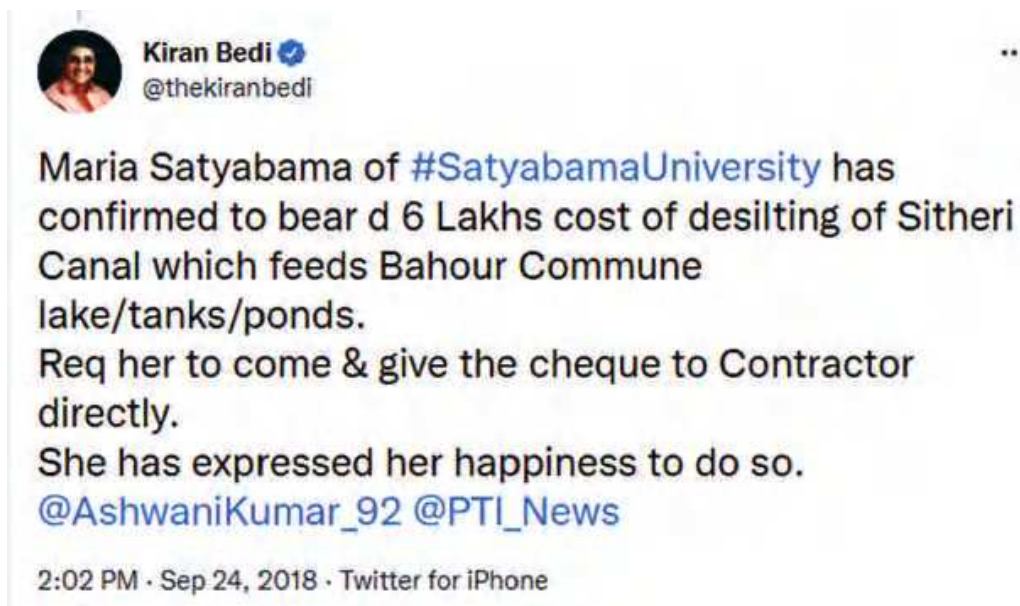 Kiran Bedi
@thekiranbedi
Maria Satyabama of #SatyabamaUniversity has
confirmed to bear d 6 Lakhs cost of desilting of Sitheri
Canal which feeds Bahour Commune
lake/tanks/ponds.
Req her to come & give the cheque to Contractor
directly.
She has expressed her happiness to do so.
@AshwaniKumar_92 @PTI_News
2:02 PM · Sep 24, 2018 · Twitter for iPhone